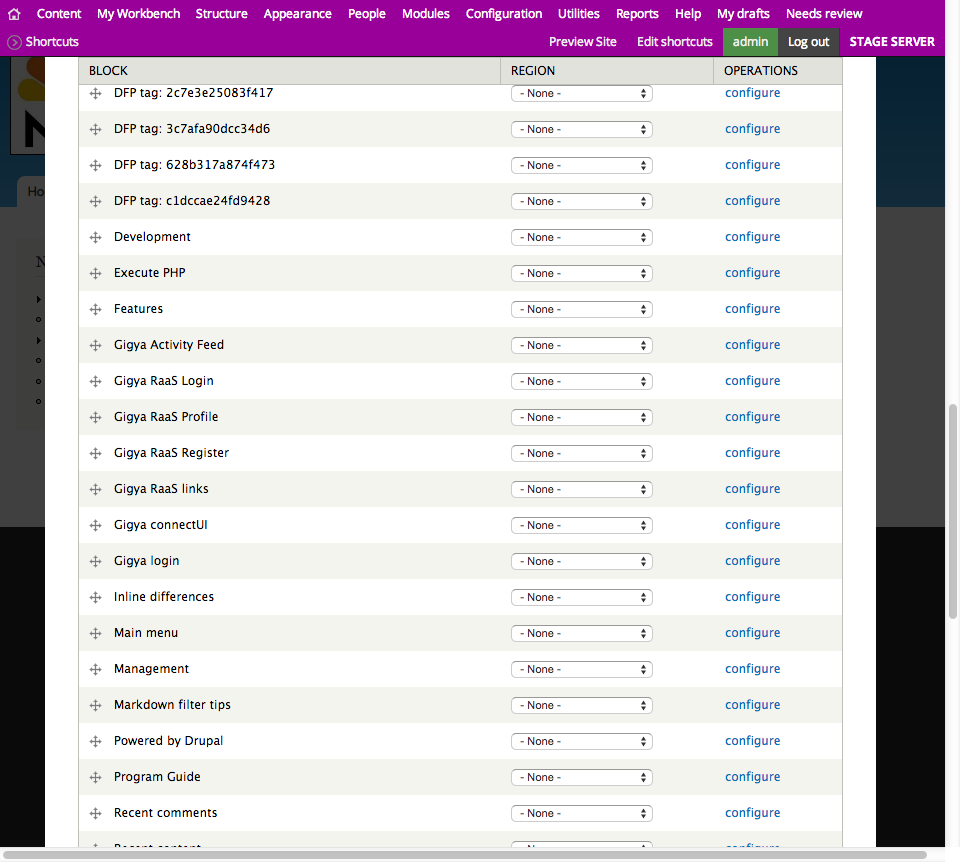 Content My Workbench Structure Appearance People Modules Configuration Utilities Reports Help My drafts Needs review
Shortcuts Preview Site Edit shortcuts admin Log out STAGE SERVER
BLOCK REGION OPERATIONS
DFP tag: 2c7e3e25083f417 - None - configure
DFP tag: 3c7afa90dcc34d6 - None - configure
DFP tag: 628b317a874f473 - None - configure
DFP tag: c1dccae24fd9428 - None - configure
Development - None - configure
Execute PHP - None - configure
Features - None - configure
Gigya Activity Feed - None - configure
Gigya RaaS Login - None - configure
Gigya RaaS Profile - None - configure
Gigya RaaS Register - None - configure
Gigya RaaS links - None - configure
Gigya connectUI - None - configure
Gigya login - None - configure
Inline differences - None - configure
Main menu - None - configure
Management - None - configure
Markdown filter tips - None - configure
Powered by Drupal - None - configure
Program Guide - None - configure
Recent comments - None - configure